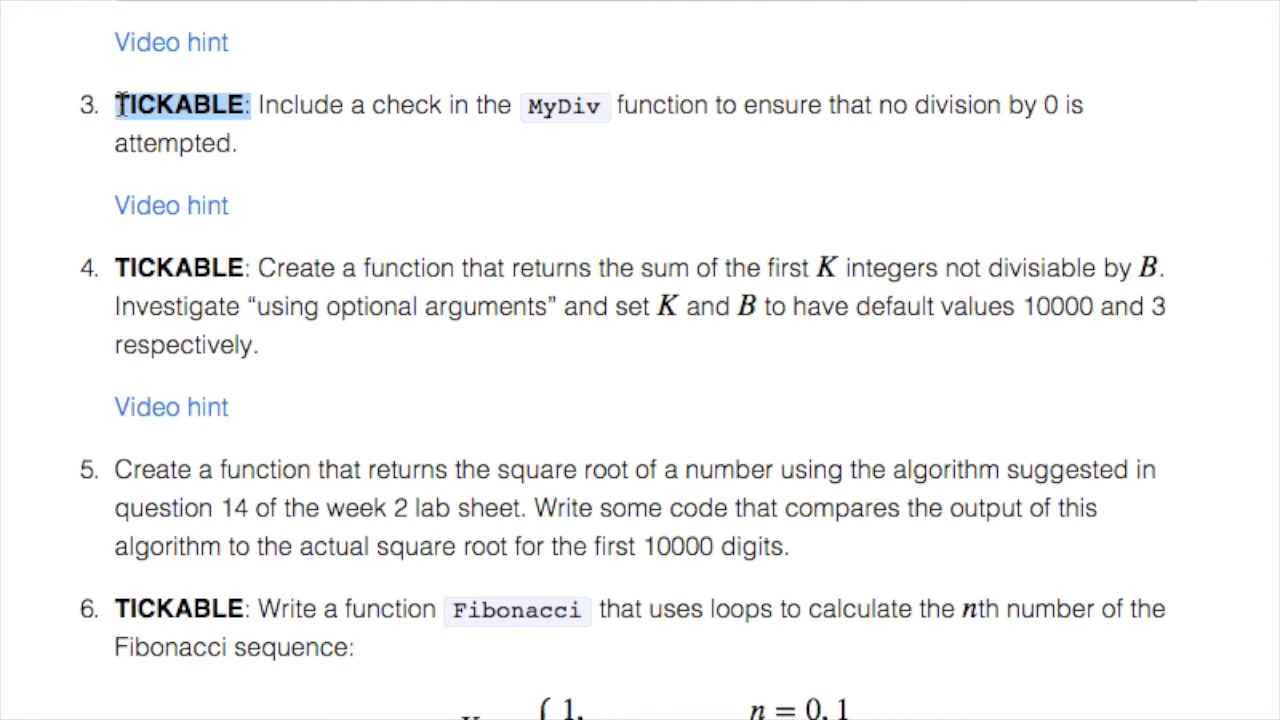 Video hint
3. TICKABLE: Include a check in the MyDiv function to ensure that no division by 0 is
attempted.
Video hint
4. TICKABLE: Create a function that returns the sum of the first K integers not divisiable by B.
Investigate “using optional arguments” and set K and B to have default values 10000 and 3
respectively.
Video hint
5. Create a function that returns the square root of a number using the algorithm suggested in
question 14 of the week 2 lab sheet. Write some code that compares the output of this
algorithm to the actual square root for the first 10000 digits.
6. TICKABLE: Write a function Fibonacci that uses loops to calculate the nth number of the
Fibonacci sequence:
{ 1, n = 0, 1